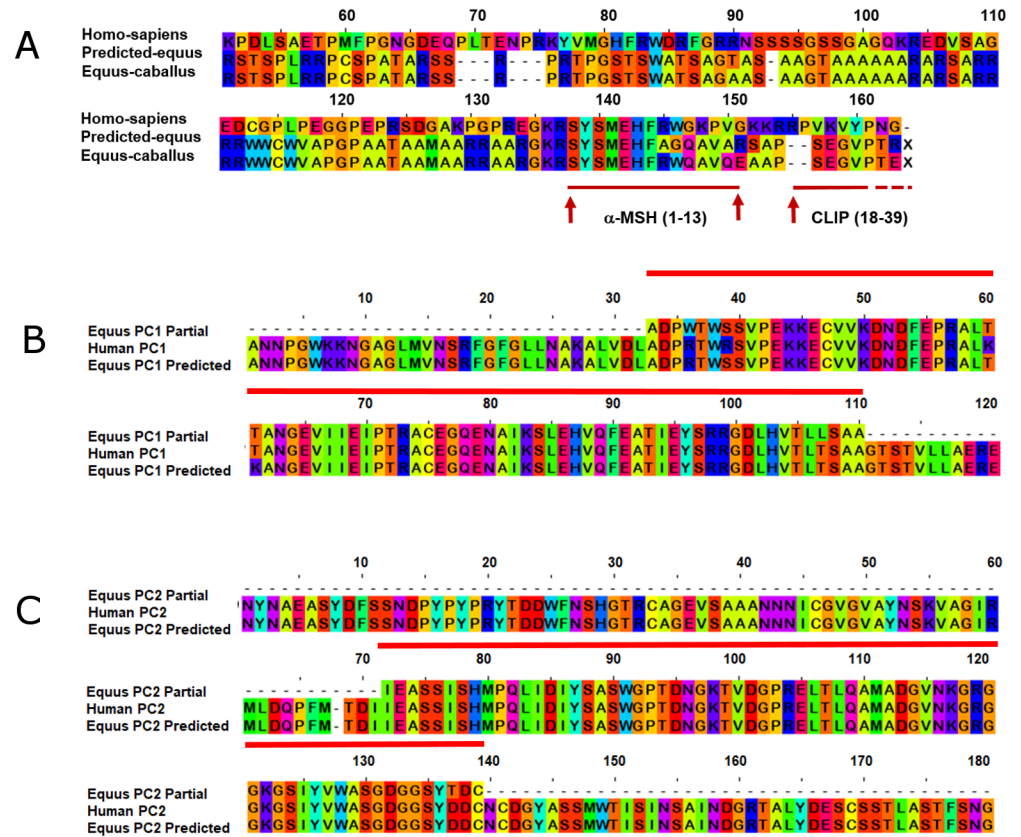 A
60 70 80 90 100 110
Homo-sapiens KPDLSAETPMFPGNGDEQPLTENPRKYVMGHFRWDRFGRRNSSSSGSSGAGQKREDVSAG
Predicted-equus RSTSPLRRPCSPATARSS---R---PRTPGSTSWATSAGTAS-AAGTAAAAAARARSARR
Equus-caballus RSTSPLRRPCSPATARSS---R---PRTPGSTSWATSAGAAS-AAGTAAAAAARARSARR
120 130 140 150 160
Homo-sapiens EDCGPLPEGGPEPRSDGAKPGPREGKRSYSMEHFRWGKPVGKKRRPVKVYPNG-
Predicted-equus RRWWCWVAPGPAATAAMAARRAARGKRSYSMEHFAGQAVARSAP--SEGVPTRX
Equus-caballus RRWWCWVAPGPAATAAMAARRAARGKRSYSMEHFRWQAVQEAAP--SEGVPTEX
α-MSH (1-13) CLIP (18-39)
B
10 20 30 40 50 60
Equus PC1 Partial --------------------------------ADPWTWSSVPEKKECVVKDNDFEPRALT
Human PC1 ANNPGWKKNGAGLMVNSRFGFGLLNAKALVDLADPRTWRSVPEKKECVVKDNDFEPRALK
Equus PC1 Predicted ANNPGWKKNGAGLMVNSRFGFGLLNAKALVDLADPRTWSSVPEKKECVVKDNDFEPRALT
70 80 90 100 110 120
Equus PC1 Partial TANGEVIIEIPTRACEGQENAIKSLEHVQFEATIEYSRRGDLHVTLLSAA-----------
Human PC1 TANGEVIIEIPTRACEGQENAIKSLEHVQFEATIEYSRRGDLHVTLTSAAGTSTVLLAERE
Equus PC1 Predicted KANGEVIIEIPTRACEGQENAIKSLEHVQFEATIEYSRRGDLHVTLTSAAGTSTVLLAERE
C
10 20 30 40 50 60
Equus PC2 Partial ------------------------------------------------------------
Human PC2 NYNAEASYDFSSNDPYPYPRYTDDWFNSHGTRCAGEVSAAANNNICGVGVAYNSKVAGIR
Equus PC2 Predicted NYNAEASYDFSSNDPYPYPRYTDDWFNSHGTRCAGEVSAAANNNICGVGVAYNSKVAGIR
70 80 90 100 110 120
Equus PC2 Partial -----------IEASSISHMPQLIDIYSASWGPTDNGKTVDGPRELTLQAMADGVNKGRG
Human PC2 MLDQPFM-TDIIEASSISHMPQLIDIYSASWGPTDNGKTVDGPRELTLQAMADGVNKGRG
Equus PC2 Predicted MLDQPFM-TDIIEASSISHMPQLIDIYSASWGPTDNGKTVDGPRELTLQAMADGVNKGRG
130 140 150 160 170 180
Equus PC2 Partial GKGSIYVWASGDGGSYTDC-----------------------------------------
Human PC2 GKGSIYVWASGDGGSYDDCNCDGYASSMWTISINSAINDGRTALYDESCSSTLASTFSNG
Equus PC2 Predicted GKGSIYVWASGDGGSYDDCNCDGYASSMWTISINSAINDGRTALYDESCSSTLASTFSNG